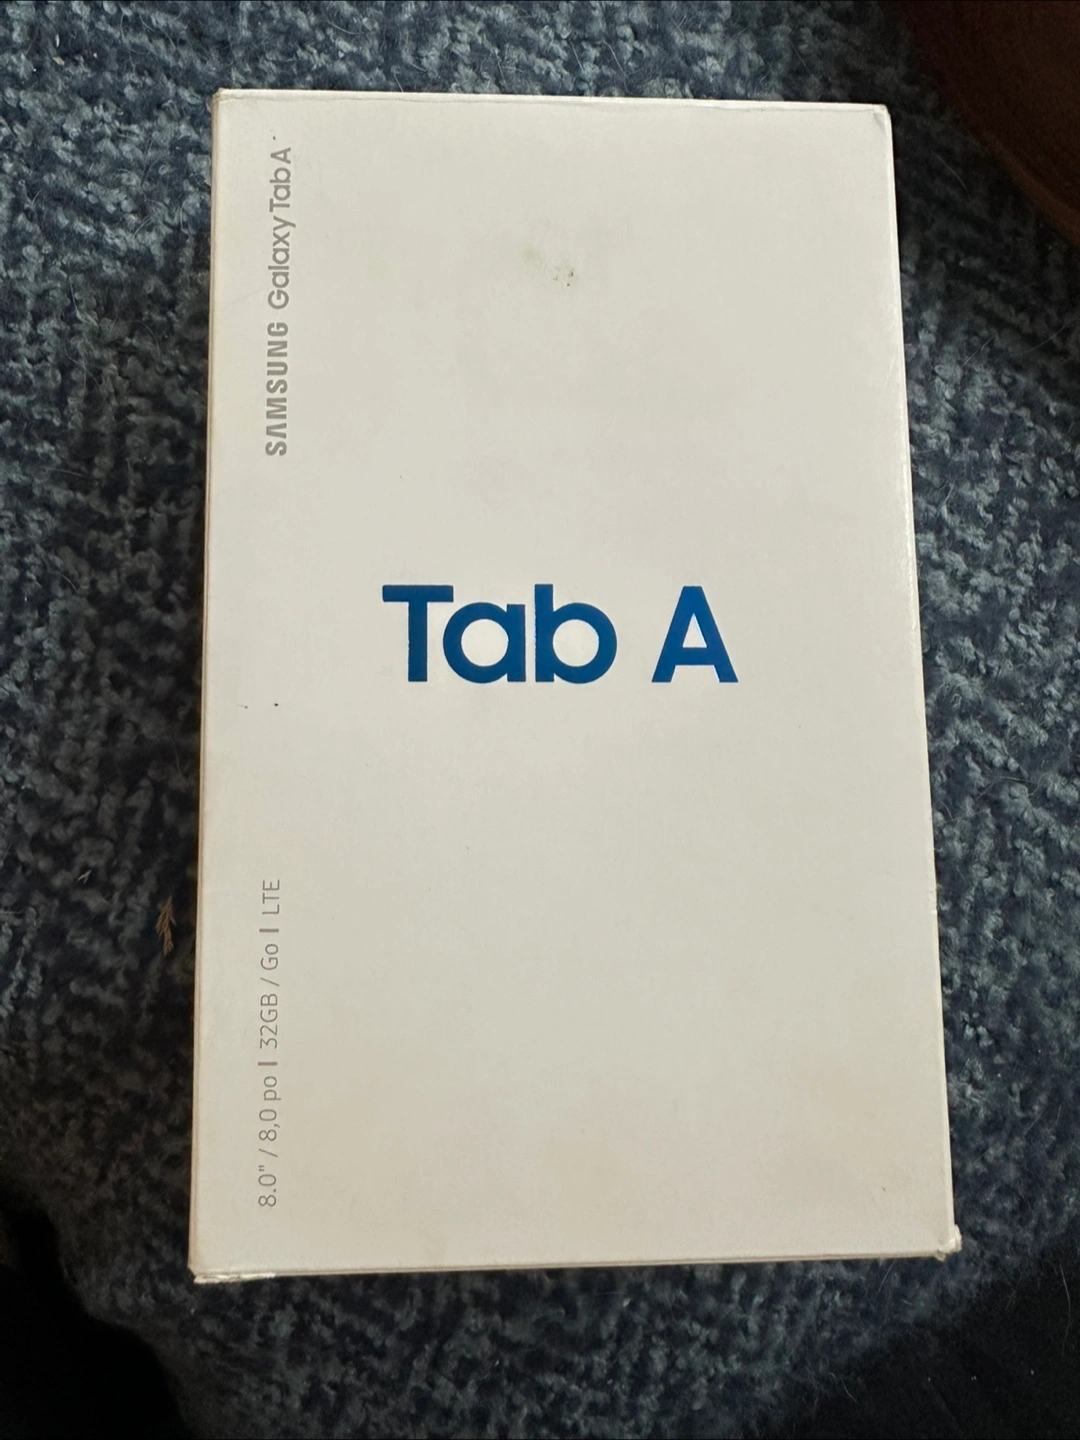 SAMSUNG Galaxy Tab A
Tab A
8.0" / 8,0 po | 32GB / Go | LTE